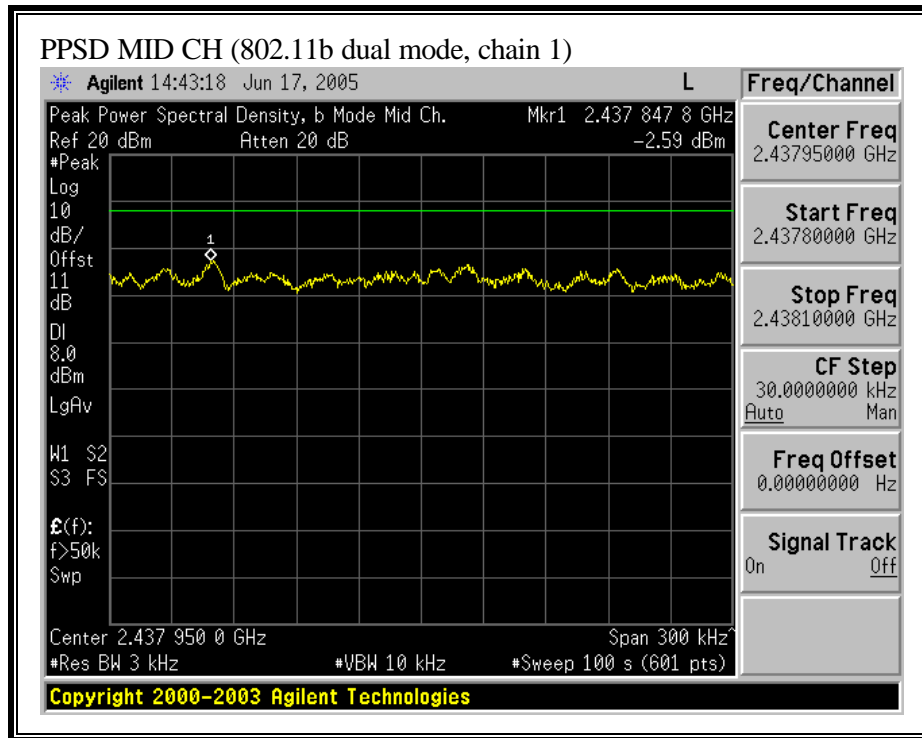 PPSD MID CH (802.11b dual mode, chain 1)
Agilent 14:43:18 Jun 17, 2005 L
Peak Power Spectral Density, b Mode Mid Ch. Mkr1 2.437 847 8 GHz
Ref 20 dBm Atten 20 dB -2.59 dBm
#Peak
Log
10
dB/
Offst
11
dB
DI
8.0
dBm
LgAv
W1 S2
S3 FS
£(f):
f>50k
Swp
1
Center 2.437 950 0 GHz Span 300 kHz^
#Res BW 3 kHz #VBW 10 kHz #Sweep 100 s (601 pts)
Freq/Channel
Center Freq
2.43795000 GHz
Start Freq
2.43780000 GHz
Stop Freq
2.43810000 GHz
CF Step
30.0000000 kHz
Auto Man
Freq Offset
0.00000000 Hz
Signal Track
On Off
Copyright 2000-2003 Agilent Technologies